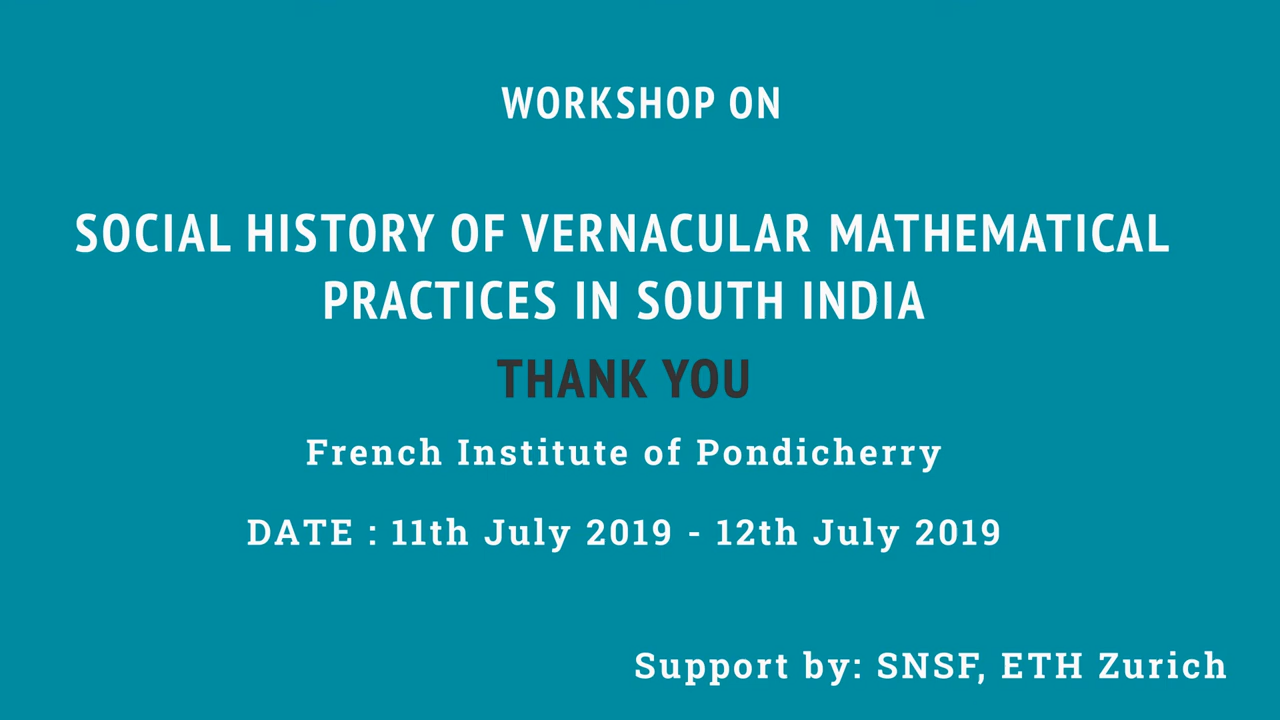 WORKSHOP ON
SOCIAL HISTORY OF VERNACULAR MATHEMATICAL
PRACTICES IN SOUTH INDIA
THANK YOU
French Institute of Pondicherry
DATE : 11th July 2019 - 12th July 2019
Support by: SNSF, ETH Zurich